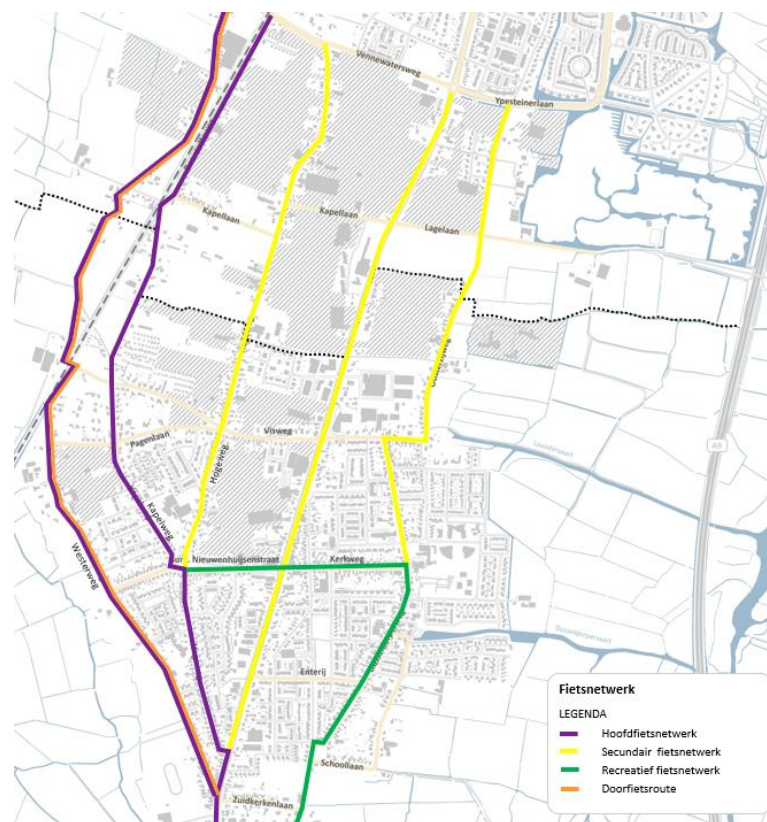 Vennewatersweg
Ypesteinerlaan
Kapellaan
Kapellaan
Lagelaan
A9
Hogeweg
Visweg
Pagenlaan
Kapelweg
Nieuwenhuijsenstraat
Kerkweg
Westerweg
Enterij
Schoollaan
Zuidkerkenlaan
Fietsnetwerk
LEGENDA
Hoofdfietsnetwerk
Secundair fietsnetwerk
Recreatief fietsnetwerk
Doorfietsroute